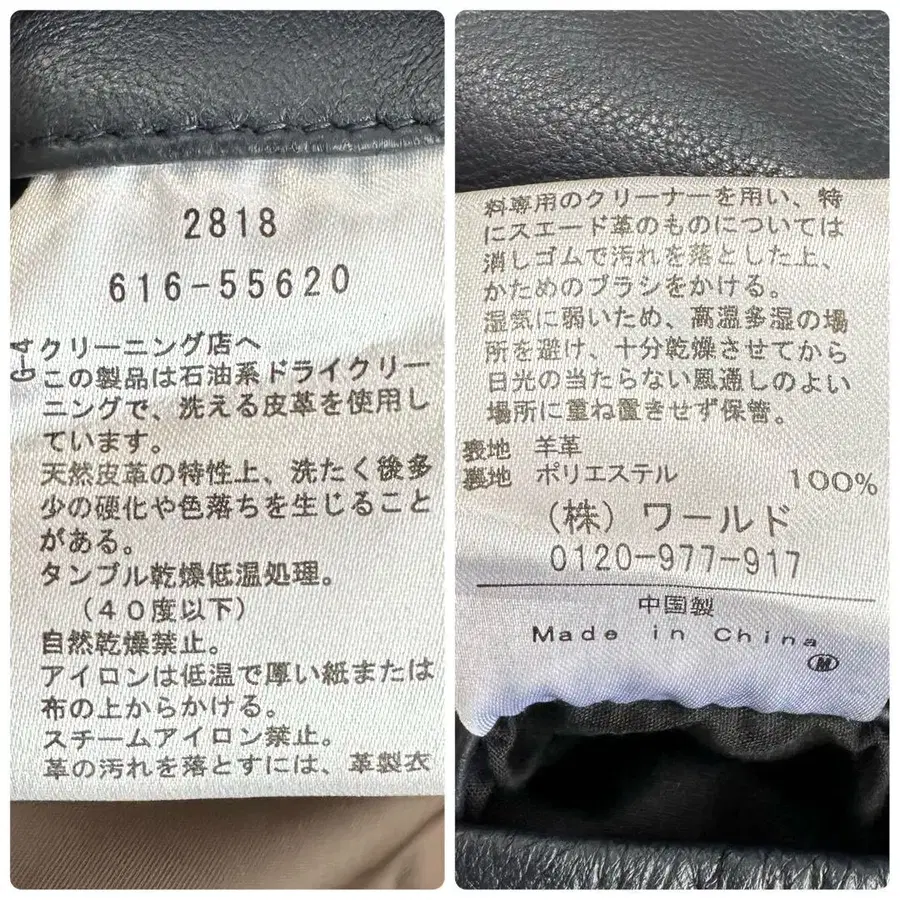 2818
616-55620
G-A
クリーニング店へ
この製品は石油系ドライクリー
ニングで、洗える皮革を使用し
ています。
天然皮革の特性上、洗たく後多
少の硬化や色落ちを生じること
がある。
タンブル乾燥低温処理。
(40度以下)
自然乾燥禁止。
アイロンは低温で厚い紙または
布の上からかける。
スチームアイロン禁止。
革の汚れを落とすには、革製衣
料専用のクリーナーを用い、特
にスエード革のものについては
消しゴムで汚れを落とした上、
かためのブラシをかける。
湿気に弱いため、高温多湿の場
所を避け、十分乾燥させてから
日光の当たらない風通しのよい
場所に重ね置きせず保管。
表地 羊革
裏地 ポリエステル 100%
(株)ワールド
0120-977-917
中国製
Made in China
M